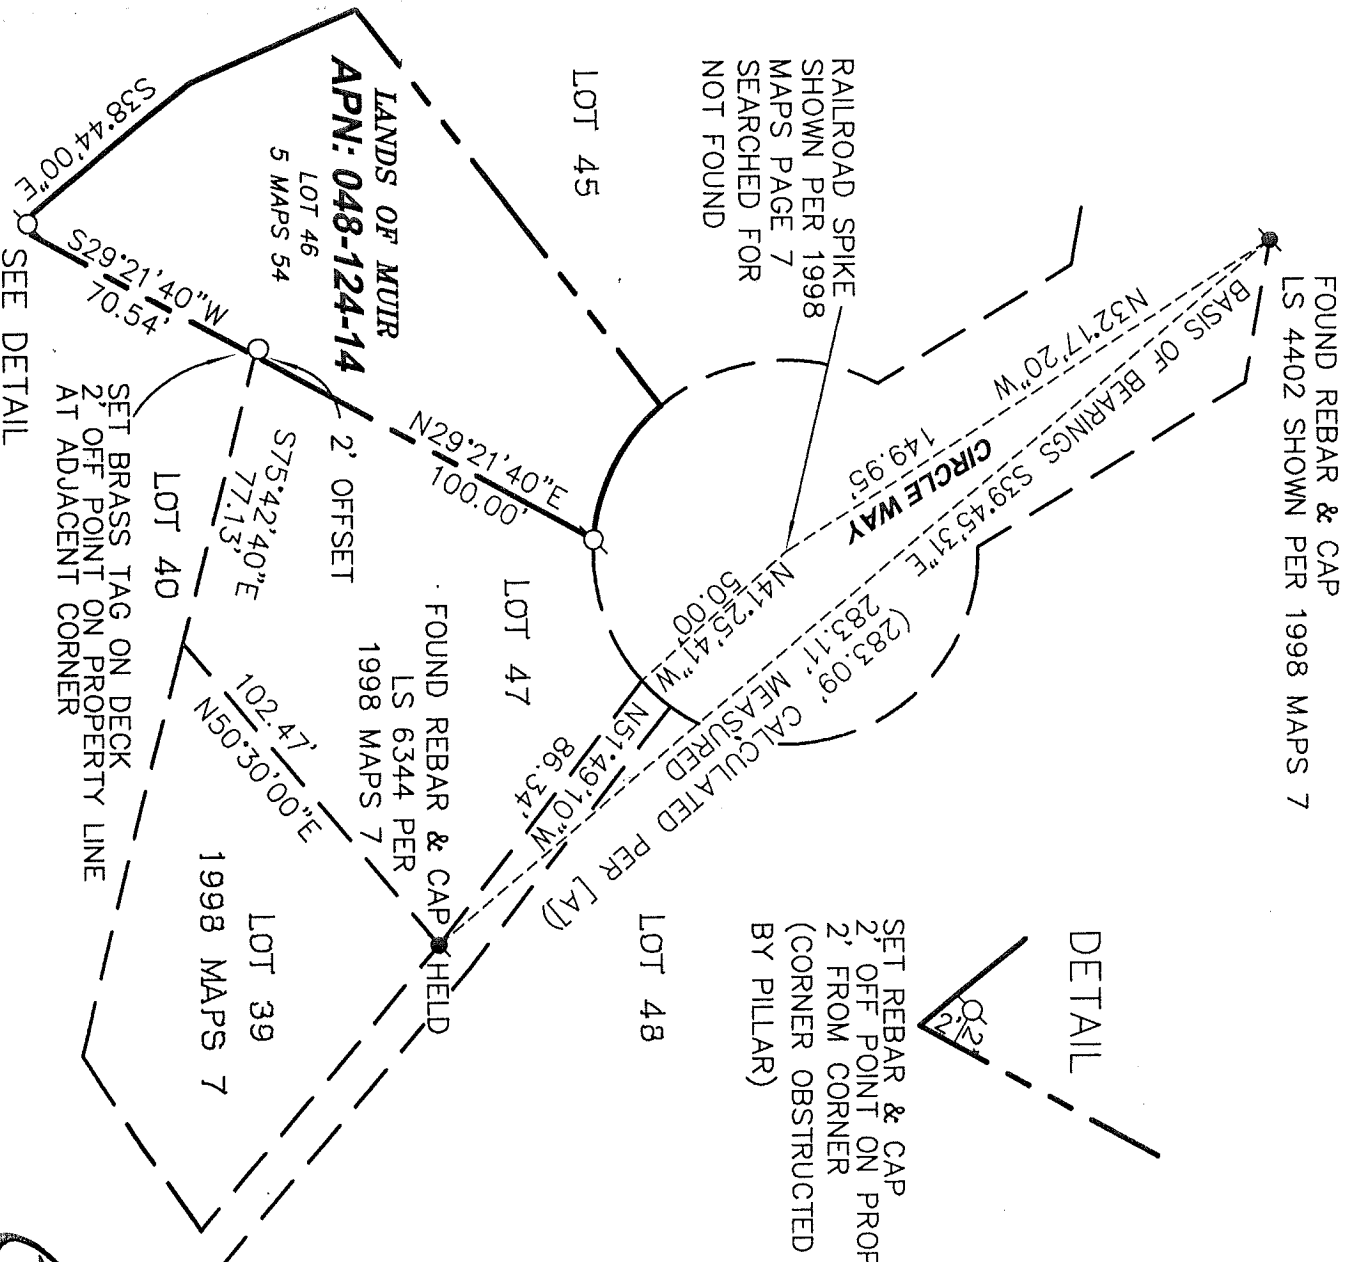 FOUND REBAR & CAP
LS 4402 SHOWN PER 1998 MAPS 7
BASIS OF BEARINGS S39°45'31"E
283.11' MEASURED
(283.09' CALCULATED PER [A])
N32°17'20"W
149.95'
CIRCLE WAY
N41°25'41"W
50.00
RAILROAD SPIKE
SHOWN PER 1998
MAPS PAGE 7
SEARCHED FOR
NOT FOUND
DETAIL
2'
2'
SET REBAR & CAP
2' OFF POINT ON PROP
2' FROM CORNER
(CORNER OBSTRUCTED
BY PILLAR)
LOT 45
LOT 48
LOT 47
N51°49'10"W
86.34'
FOUND REBAR & CAP
LS 6344 PER
1998 MAPS 7
HELD
LANDS OF MUIR
APN: 048-124-14
LOT 46
5 MAPS 54
N29°21'40"E
100.00'
2' OFFSET
S75°42'40"E
77.13'
102.47'
N50°30'00"E
LOT 39
1998 MAPS 7
LOT 40
SET BRASS TAG ON DECK
2' OFF POINT ON PROPERTY LINE
AT ADJACENT CORNER
S29°21'40"W
70.54'
S38°44'00"E
SEE DETAIL